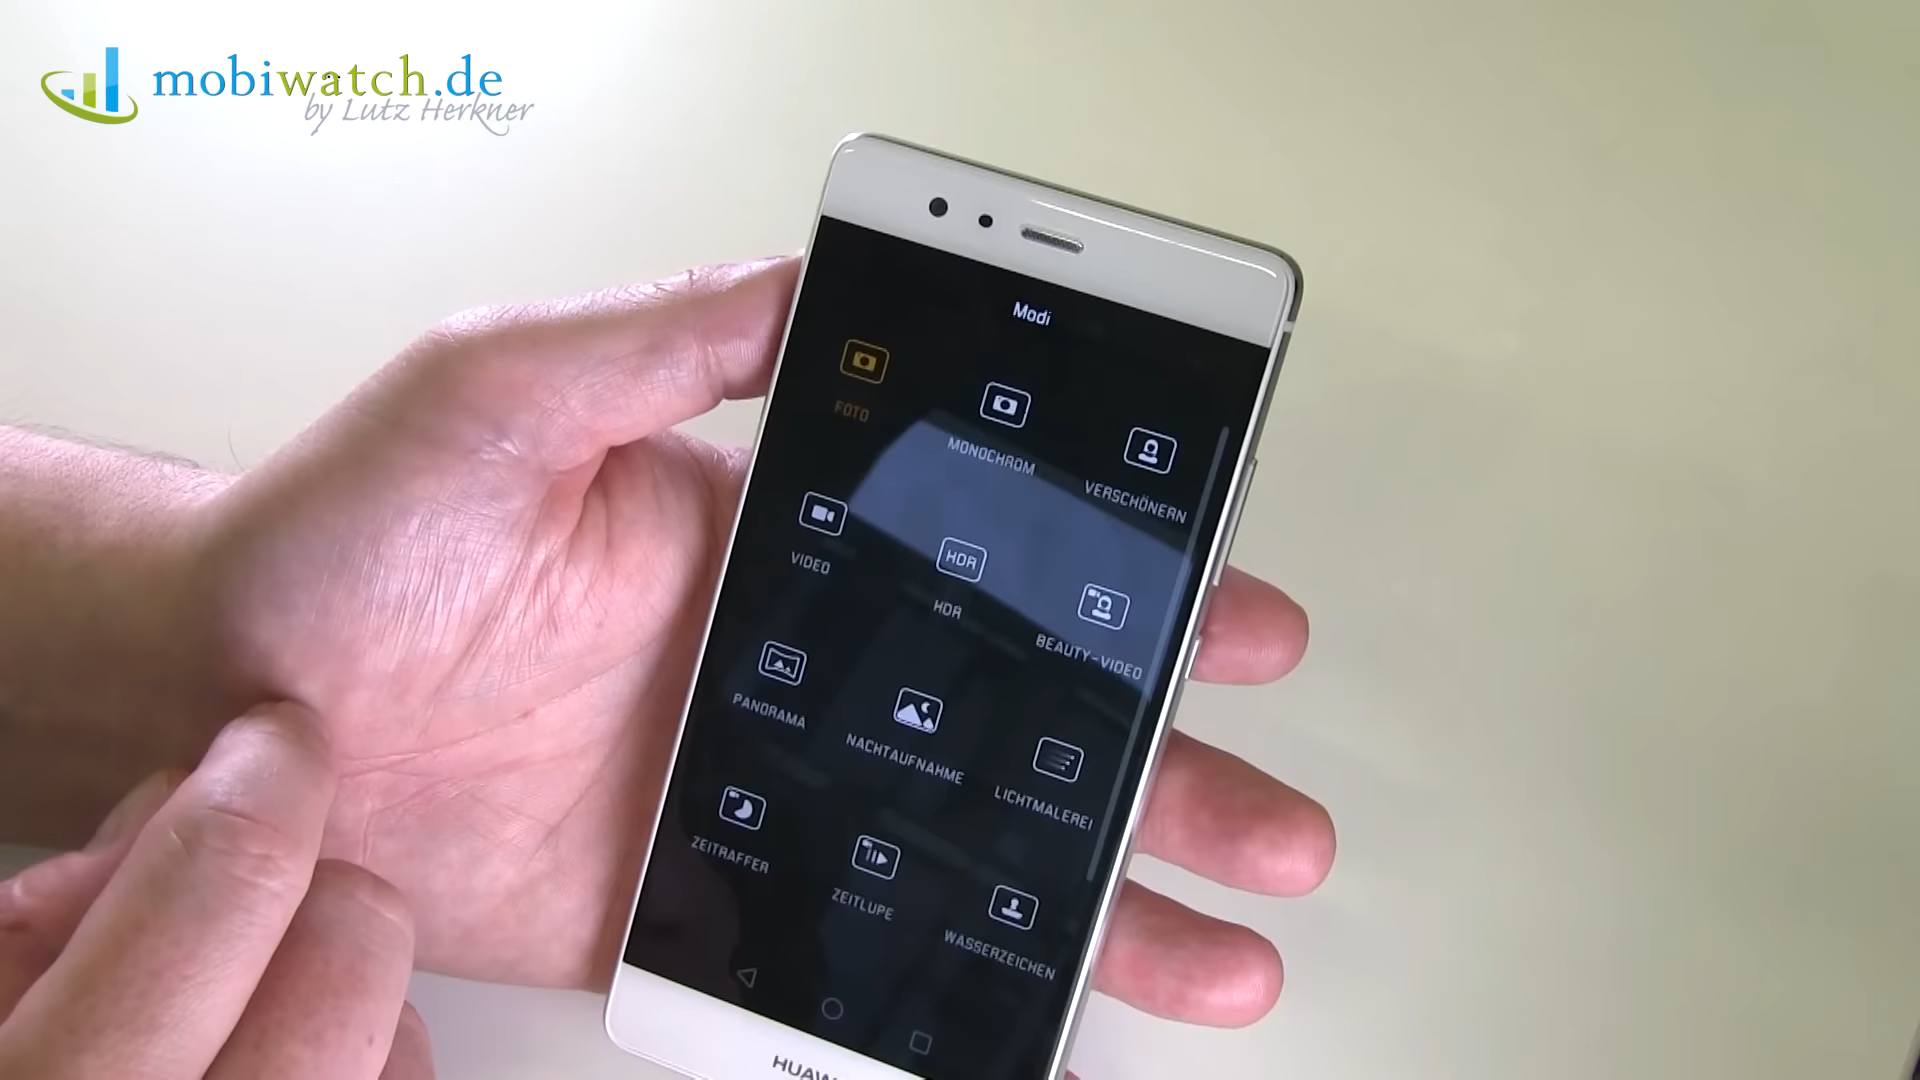 mobiwatch.de
by Lutz Herkner
Modi
FOTO
MONOCHROM
VERSCHÖNERN
VIDEO
HDR
HDR
BEAUTY-VIDEO
PANORAMA
NACHTAUFNAHME
LICHTMALEREI
ZEITRAFFER
ZEITLUPE
WASSERZEICHEN